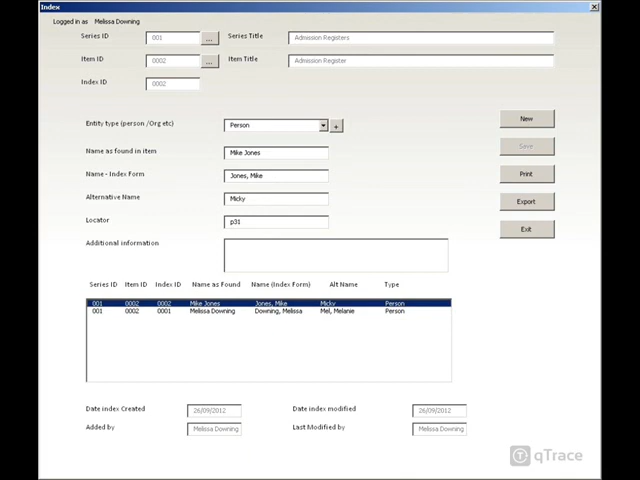 Index
Logged in as Melissa Downing
Series ID 001 ... Series Title Admission Registers
Item ID 0002 ... Item Title Admission Register
Index ID 0002
Entity type (person /Org etc) Person +
New
Name as found in item Mike Jones
Save
Name - Index Form Jones, Mike
Print
Alternative Name Micky
Export
Locator p31
Exit
Additional information
Series ID Item ID Index ID Name as Found Name (Index Form) Alt Name Type
001 0002 0002 Mike Jones Jones, Mike Micky Person
001 0002 0001 Melissa Downing Downing, Melissa Mel, Melanie Person
Date index Created 26/09/2012 Date index modified 26/09/2012
Added by Melissa Downing Last Modified by Melissa Downing
qTrace